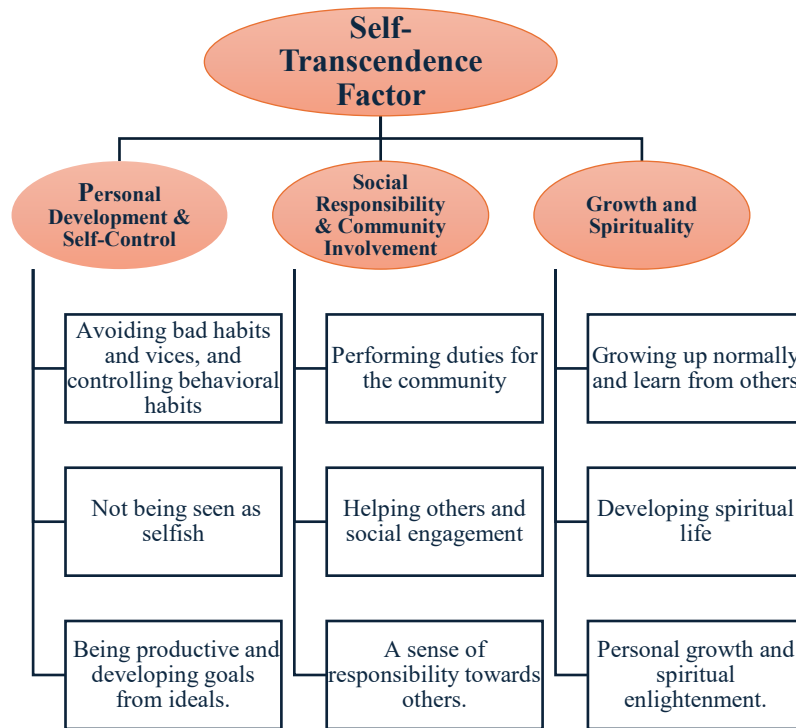 Self-
Transcendence
Factor
Personal
Development &
Self-Control
Social
Responsibility
& Community
Involvement
Growth and
Spirituality
Avoiding bad habits
and vices, and
controlling behavioral
habits
Not being seen as
selfish
Being productive and
developing goals
from ideals.
Performing duties for
the community
Helping others and
social engagement
A sense of
responsibility towards
others.
Growing up normally
and learn from others
Developing spiritual
life
Personal growth and
spiritual
enlightenment.